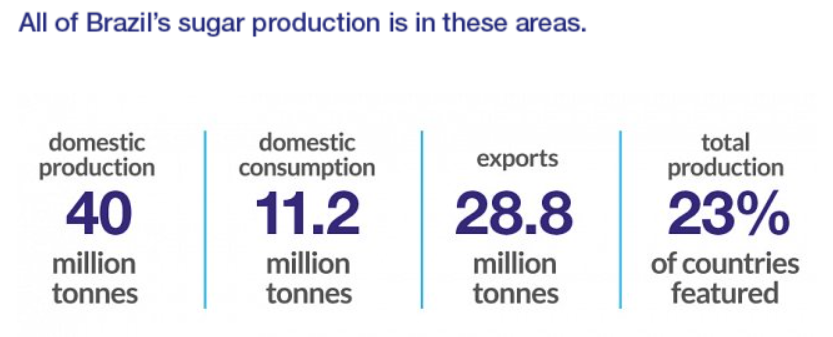 All of Brazil's sugar production is in these areas.
domestic
production
40
million
tonnes
domestic
consumption
11.2
million
tonnes
exports
28.8
million
tonnes
total
production
23%
of countries
featured